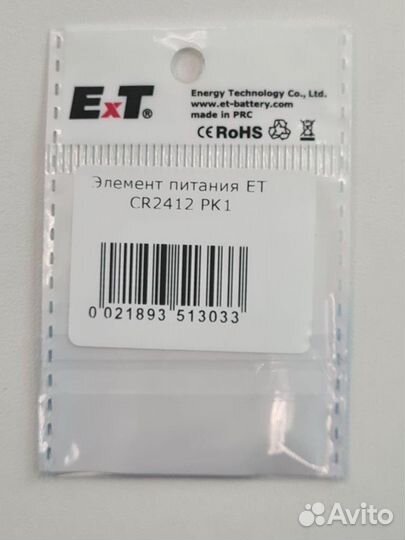 ExT®
Energy Technology Co., Ltd.
www.et-battery.com
made in PRC
CE RoHS
Элемент питания ET
CR2412 PK1
0 021893 513033
Avito